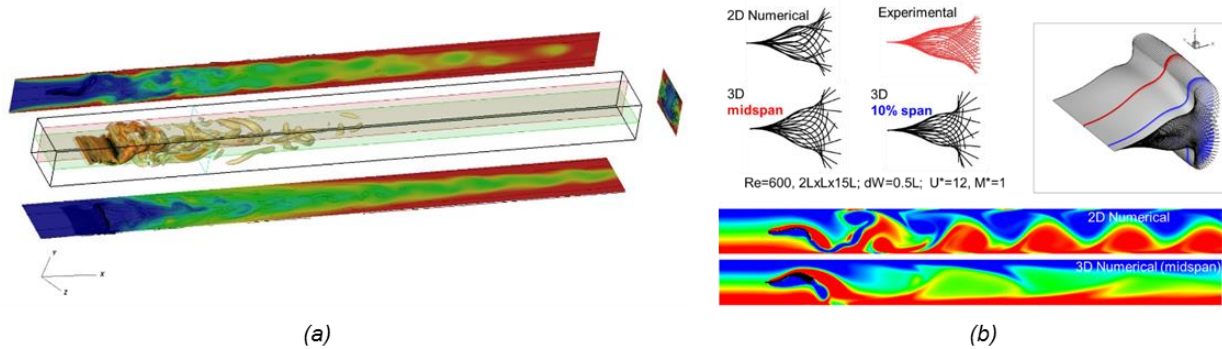 2D Numerical
Experimental
3D
midspan
3D
10% span
Re=600, 2LxLx15L; dW=0.5L; U*=12, M*=1
2D Numerical
3D Numerical (midspan)
Y
X
Z
(a)
(b)